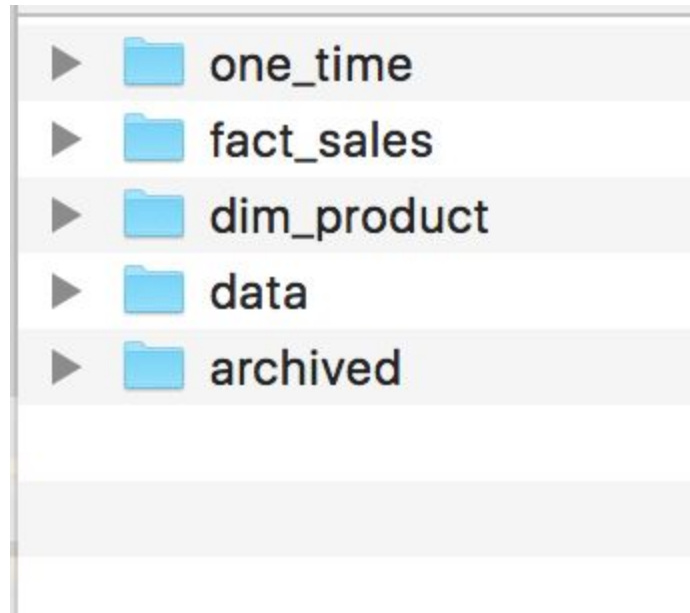 one_time
fact_sales
dim_product
data
archived